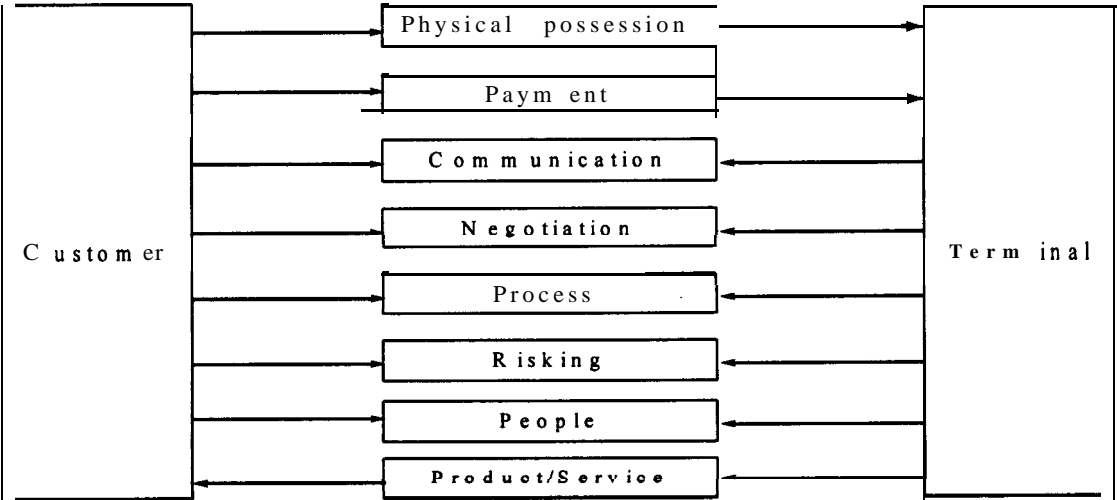 Physical possession
Payment
Communication
Negotiation
Customer
Terminal
Process
Risking
People
Product/Service